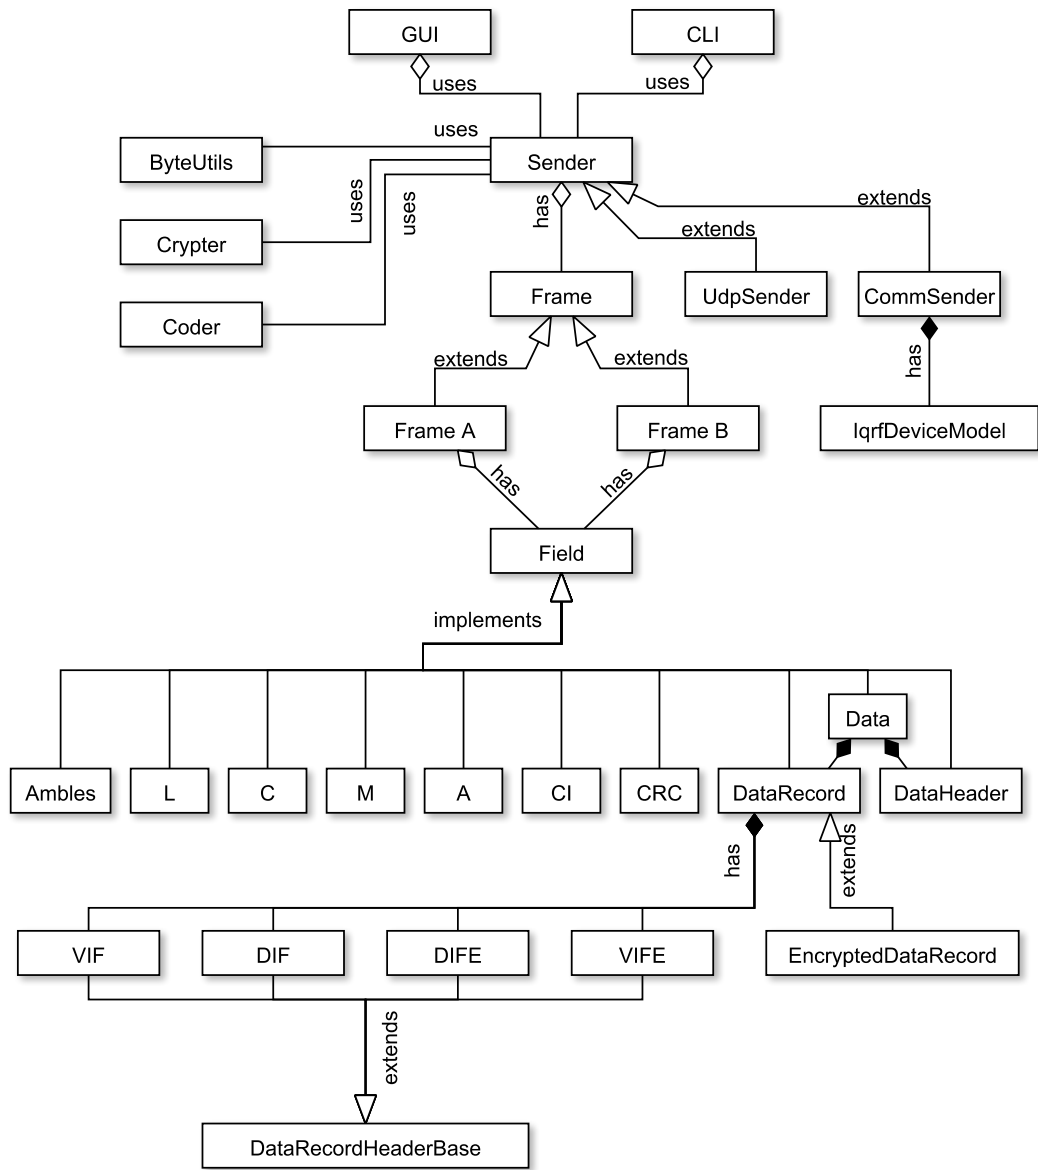 GUI
CLI
uses
uses
uses
ByteUtils
Sender
uses
uses
has
extends
extends
Crypter
Frame
UdpSender
CommSender
Coder
extends
extends
has
Frame A
Frame B
IqrfDeviceModel
has
has
Field
implements
Data
Ambles
L
C
M
A
CI
CRC
DataRecord
DataHeader
has
extends
VIF
DIF
DIFE
VIFE
EncryptedDataRecord
extends
DataRecordHeaderBase